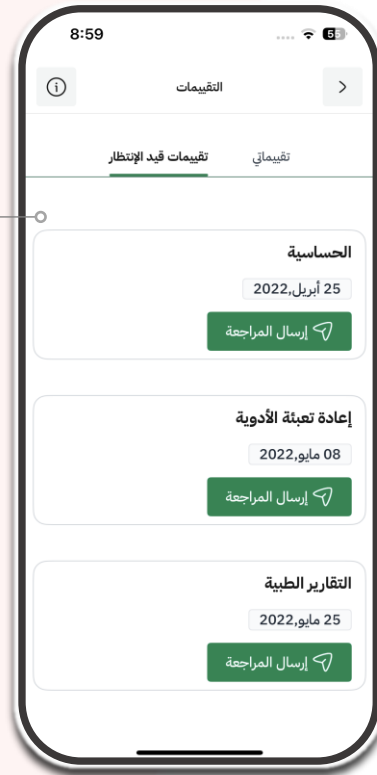 8:59
55
التقييمات
تقييماتي
تقييمات قيد الإنتظار
الحساسية
25 أبريل,2022
إرسال المراجعة
إعادة تعبئة الأدوية
08 مايو,2022
إرسال المراجعة
التقارير الطبية
25 مايو,2022
إرسال المراجعة